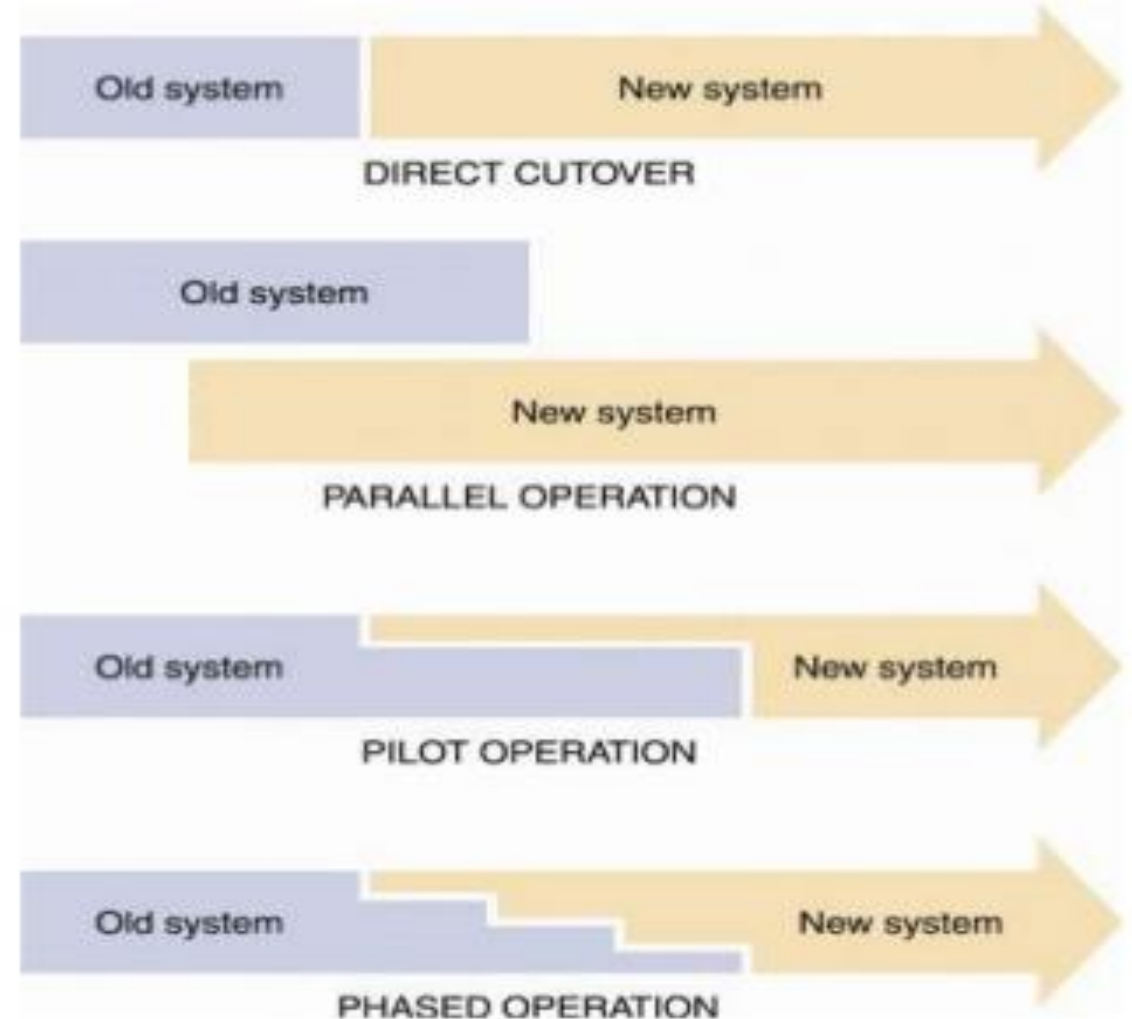 Old system New system
DIRECT CUTOVER
Old system
New system
PARALLEL OPERATION
Old system New system
PILOT OPERATION
Old system New system
PHASED OPERATION